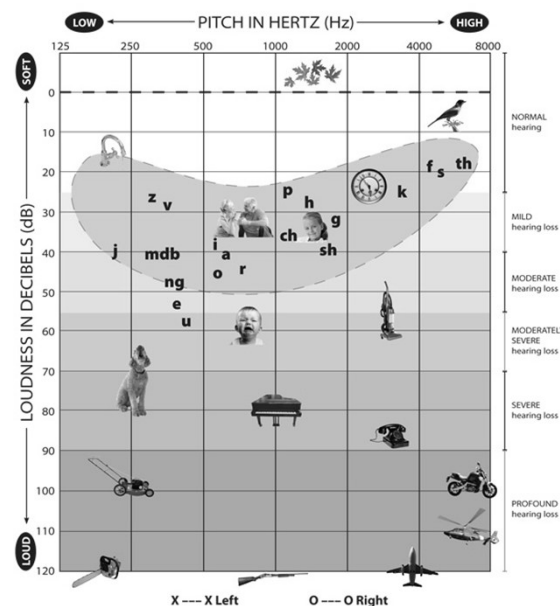 LOW PITCH IN HERTZ (Hz) HIGH
125 250 500 1000 2000 4000 8000
SOFT
LOUDNESS IN DECIBELS (dB)
LOUD
0
10
20
30
40
50
60
70
80
90
100
110
120
f s th
z v p h k
g
j mdb i a ch sh
ng o r
e
u
NORMAL
hearing
MILD
hearing loss
MODERATE
hearing loss
MODERATEL
SEVERE
hearing loss
SEVERE
hearing loss
PROFOUND
hearing loss
X --- X Left O --- O Right